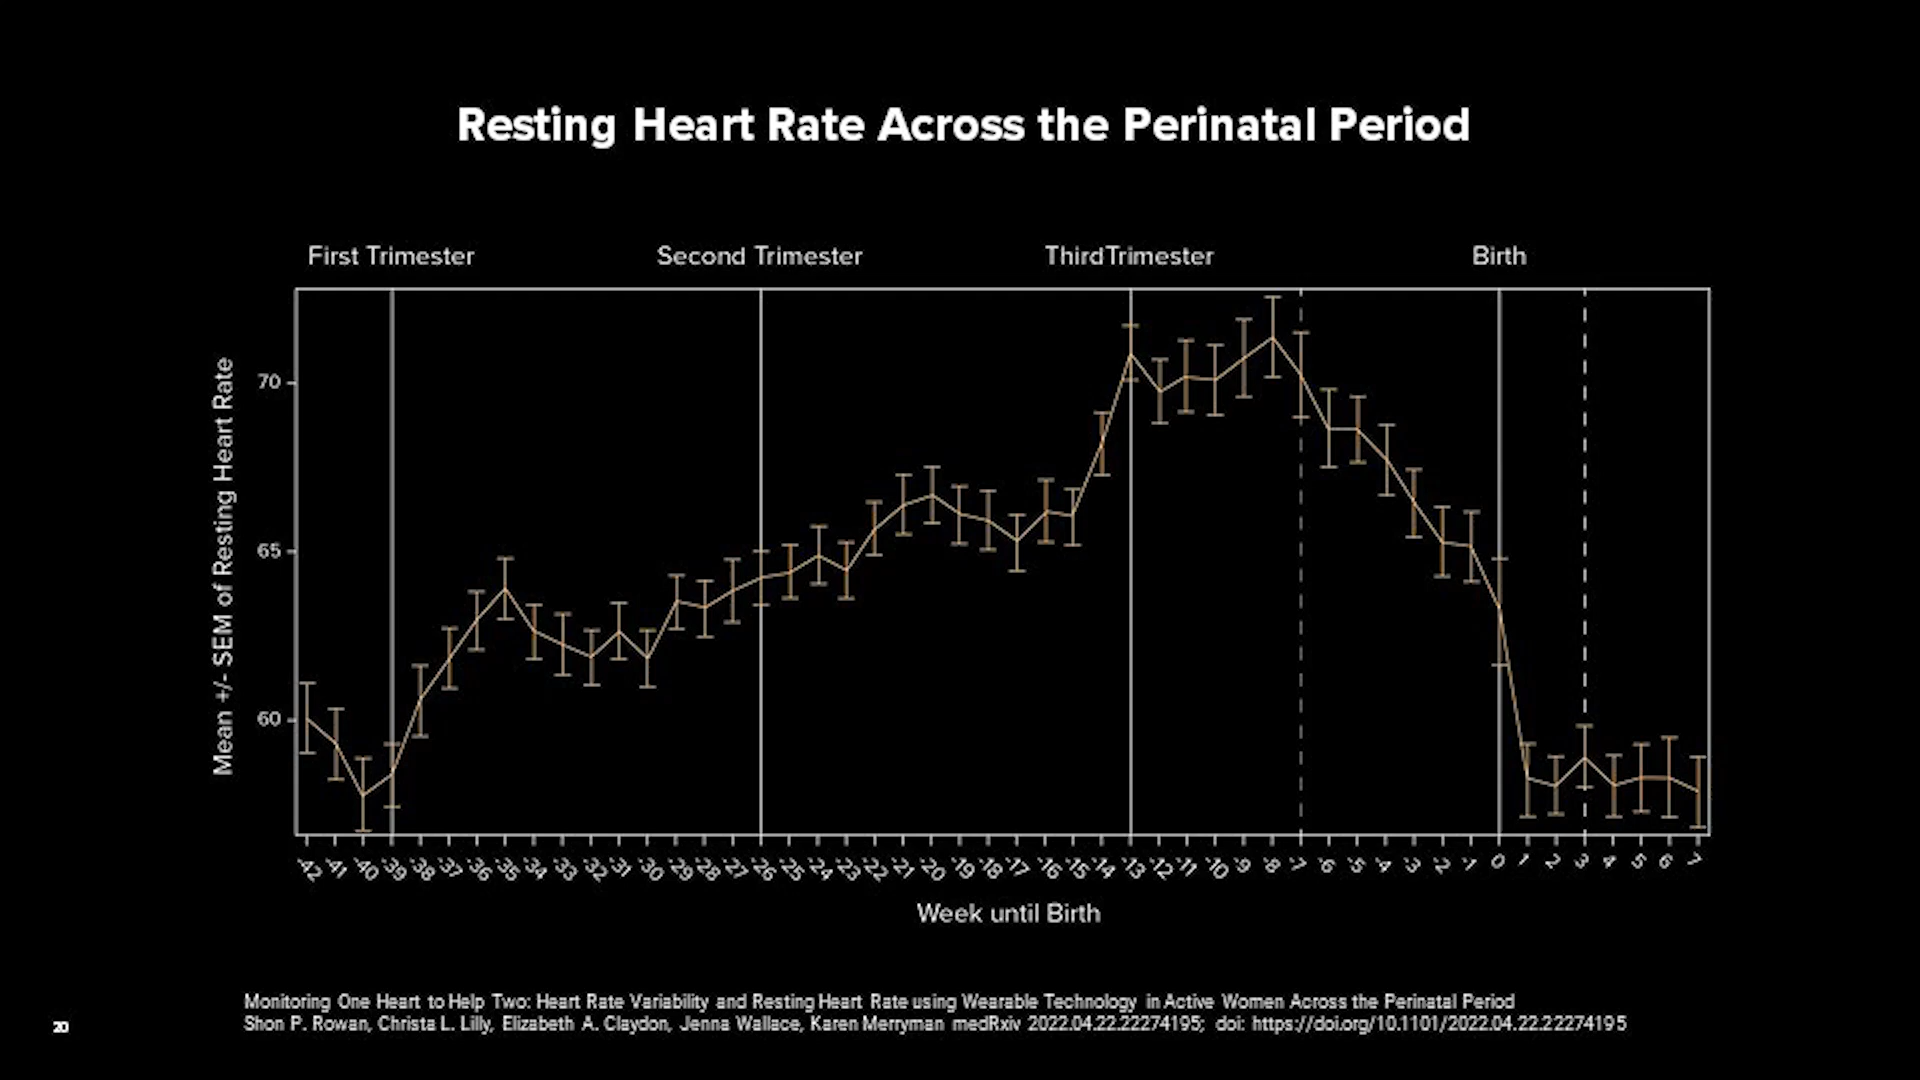 Resting Heart Rate Across the Perinatal Period
First Trimester
Second Trimester
ThirdTrimester
Birth
Mean +/- SEM of Resting Heart Rate
70
65
60
-42 -41 -40 -39 -38 -37 -36 -35 -34 -33 -32 -31 -30 -29 -28 -27 -26 -25 -24 -23 -22 -21 -20 -19 -18 -17 -16 -15 -14 -13 -12 -11 -10 -9 -8 -7 -6 -5 -4 -3 -2 -1 0 1 2 3 4 5 6 7
Week until Birth
Monitoring One Heart to Help Two: Heart Rate Variability and Resting Heart Rate using Wearable Technology in Active Women Across the Perinatal Period
Shon P. Rowan, Christa L. Lilly, Elizabeth A. Claydon, Jenna Wallace, Karen Merryman medRxiv 2022.04.22.22274195; doi: https://doi.org/10.1101/2022.04.22.22274195
20